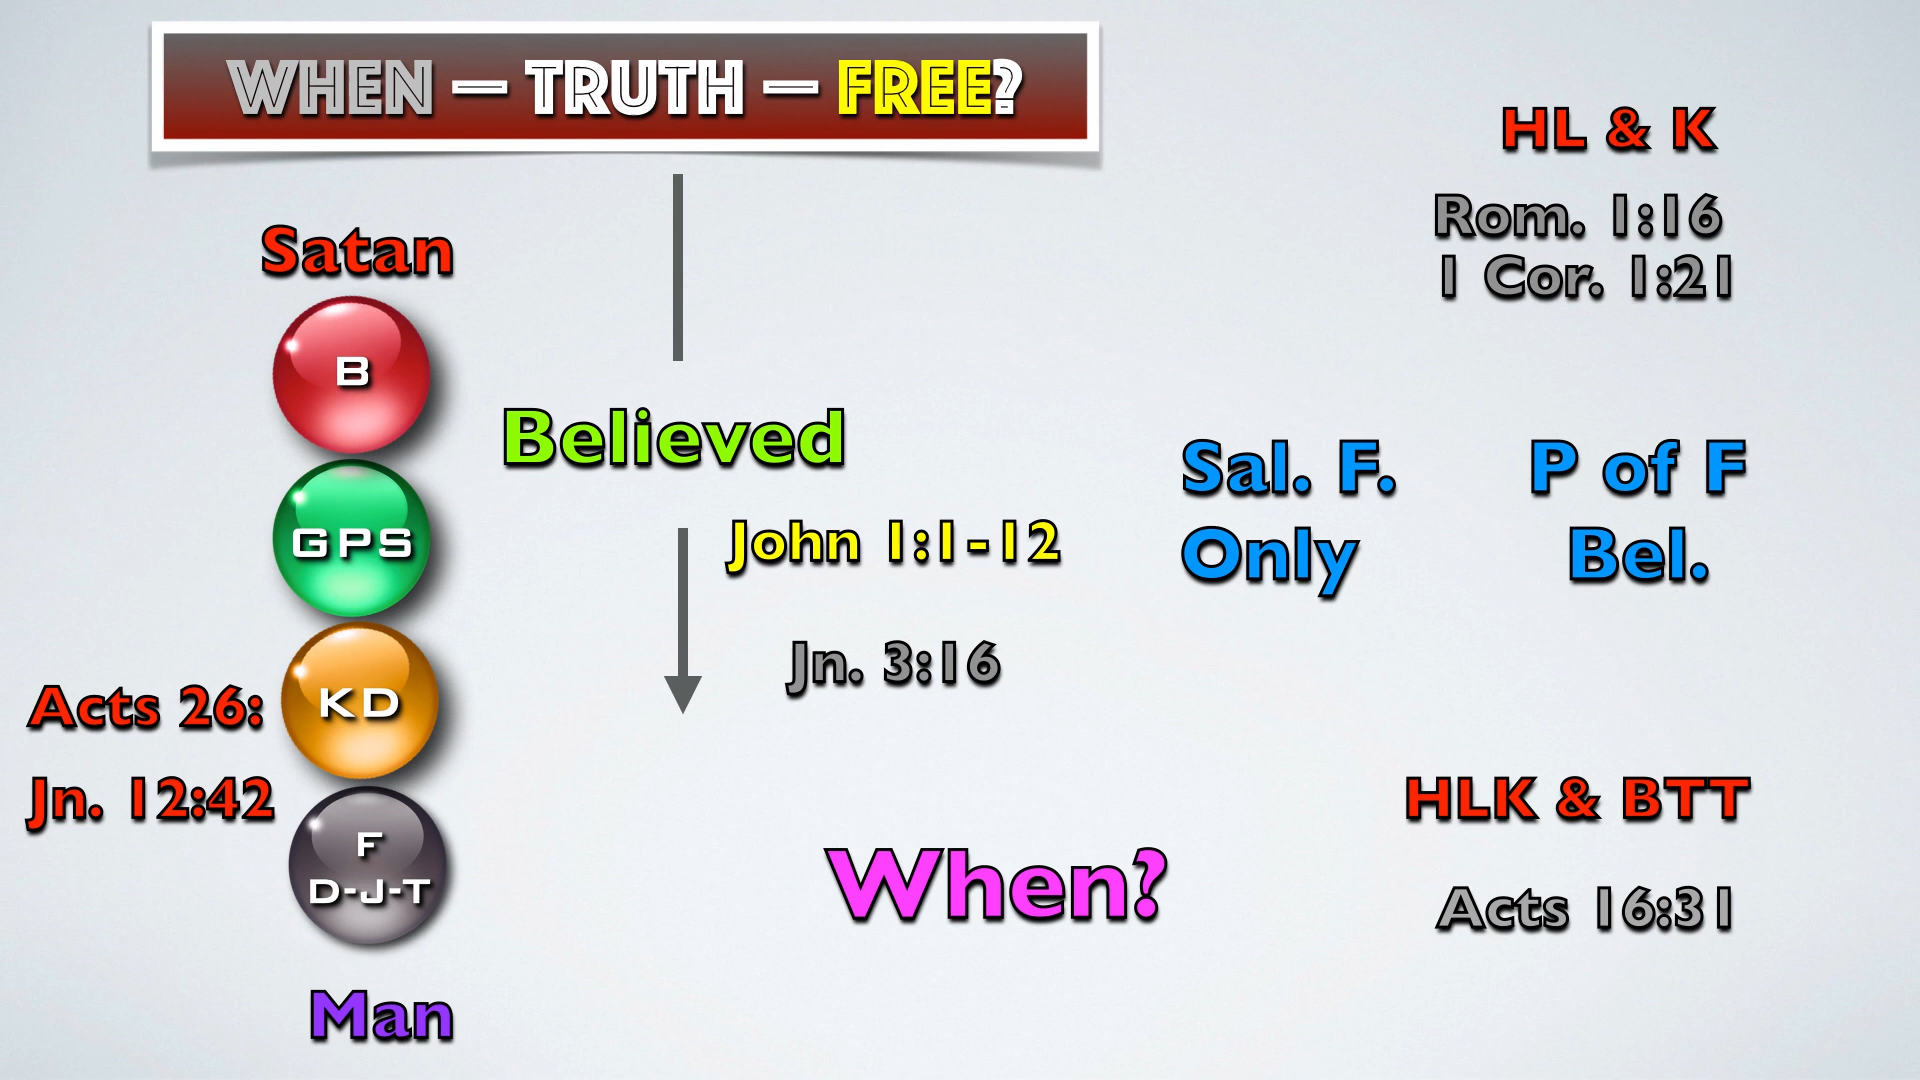 WHEN – TRUTH – FREE?
Satan
B
GPS
KD
F
D-J-T
Man
Acts 26:
Jn. 12:42
Believed
John 1:1-12
Jn. 3:16
When?
Sal. F.
Only
HL & K
Rom. 1:16
1 Cor. 1:21
P of F
Bel.
HLK & BTT
Acts 16:31